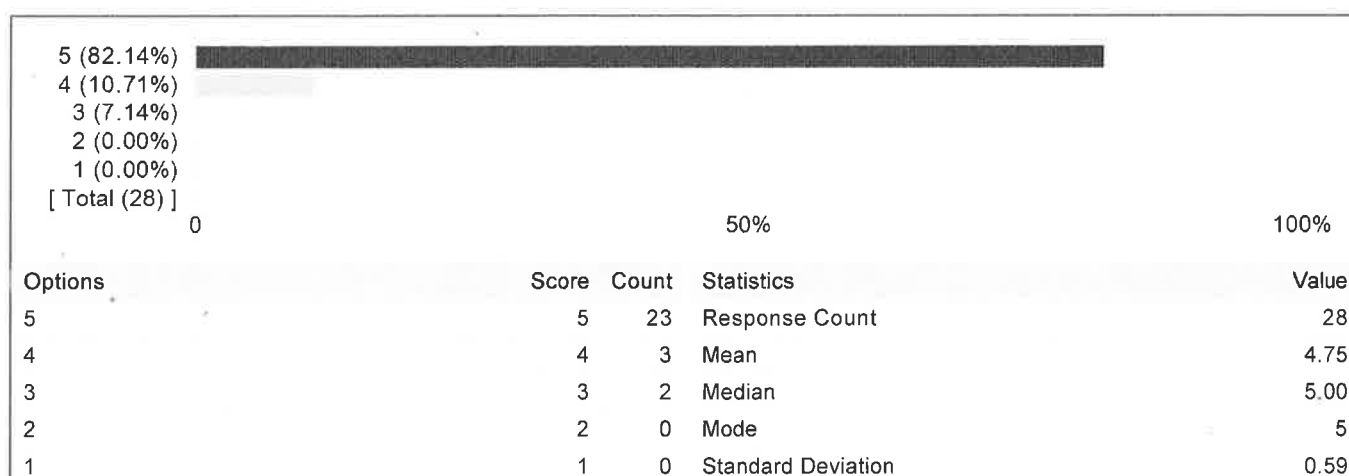 5 (82.14%)
4 (10.71%)
3 (7.14%)
2 (0.00%)
1 (0.00%)
[ Total (28) ]
0 50% 100%
Options Score Count Statistics Value
5 5 23 Response Count 28
4 4 3 Mean 4.75
3 3 2 Median 5.00
2 2 0 Mode 5
1 1 0 Standard Deviation 0.59